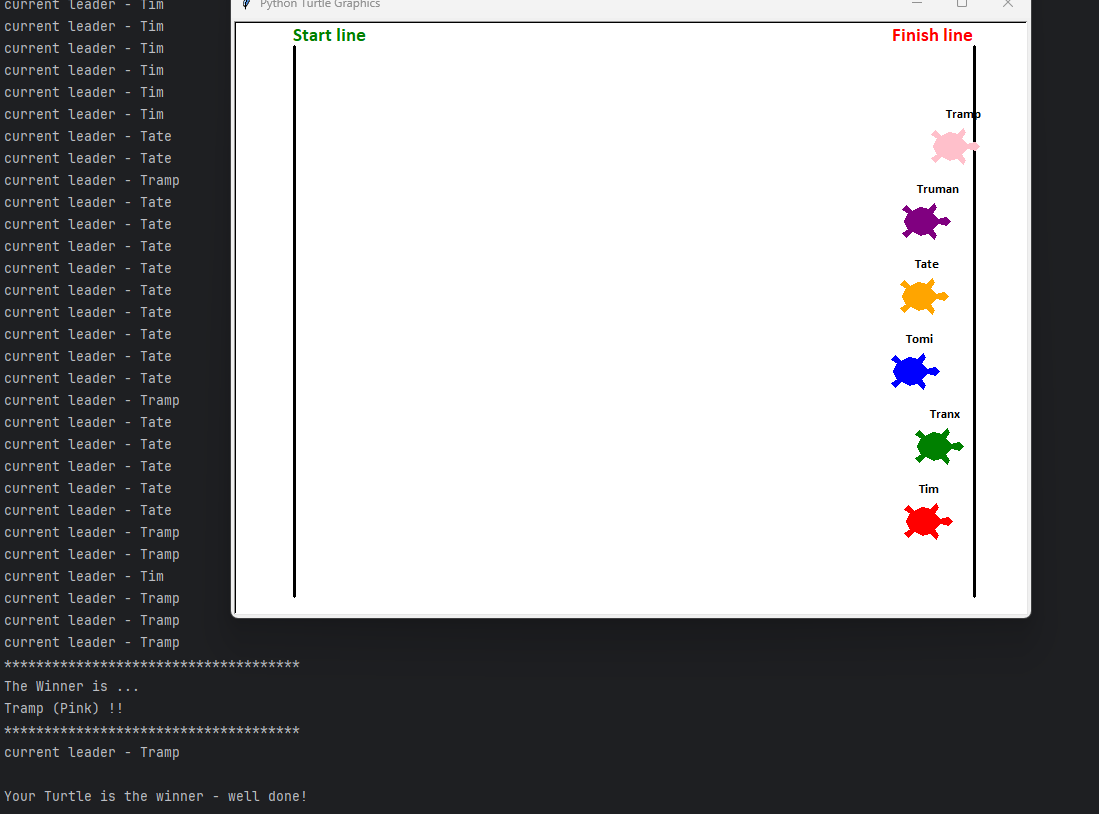 current leader - Tim
current leader - Tim
current leader - Tim
current leader - Tim
current leader - Tim
current leader - Tim
current leader - Tate
current leader - Tate
current leader - Tramp
current leader - Tate
current leader - Tate
current leader - Tate
current leader - Tate
current leader - Tate
current leader - Tate
current leader - Tate
current leader - Tate
current leader - Tate
current leader - Tramp
current leader - Tate
current leader - Tate
current leader - Tate
current leader - Tate
current leader - Tate
current leader - Tramp
current leader - Tramp
current leader - Tim
current leader - Tramp
current leader - Tramp
current leader - Tramp
*************************************
The Winner is ...
Tramp (Pink) !!
*************************************
current leader - Tramp
Your Turtle is the winner - well done!
Python Turtle Graphics
Start line
Finish line
Tramp
Truman
Tate
Tomi
Tranx
Tim